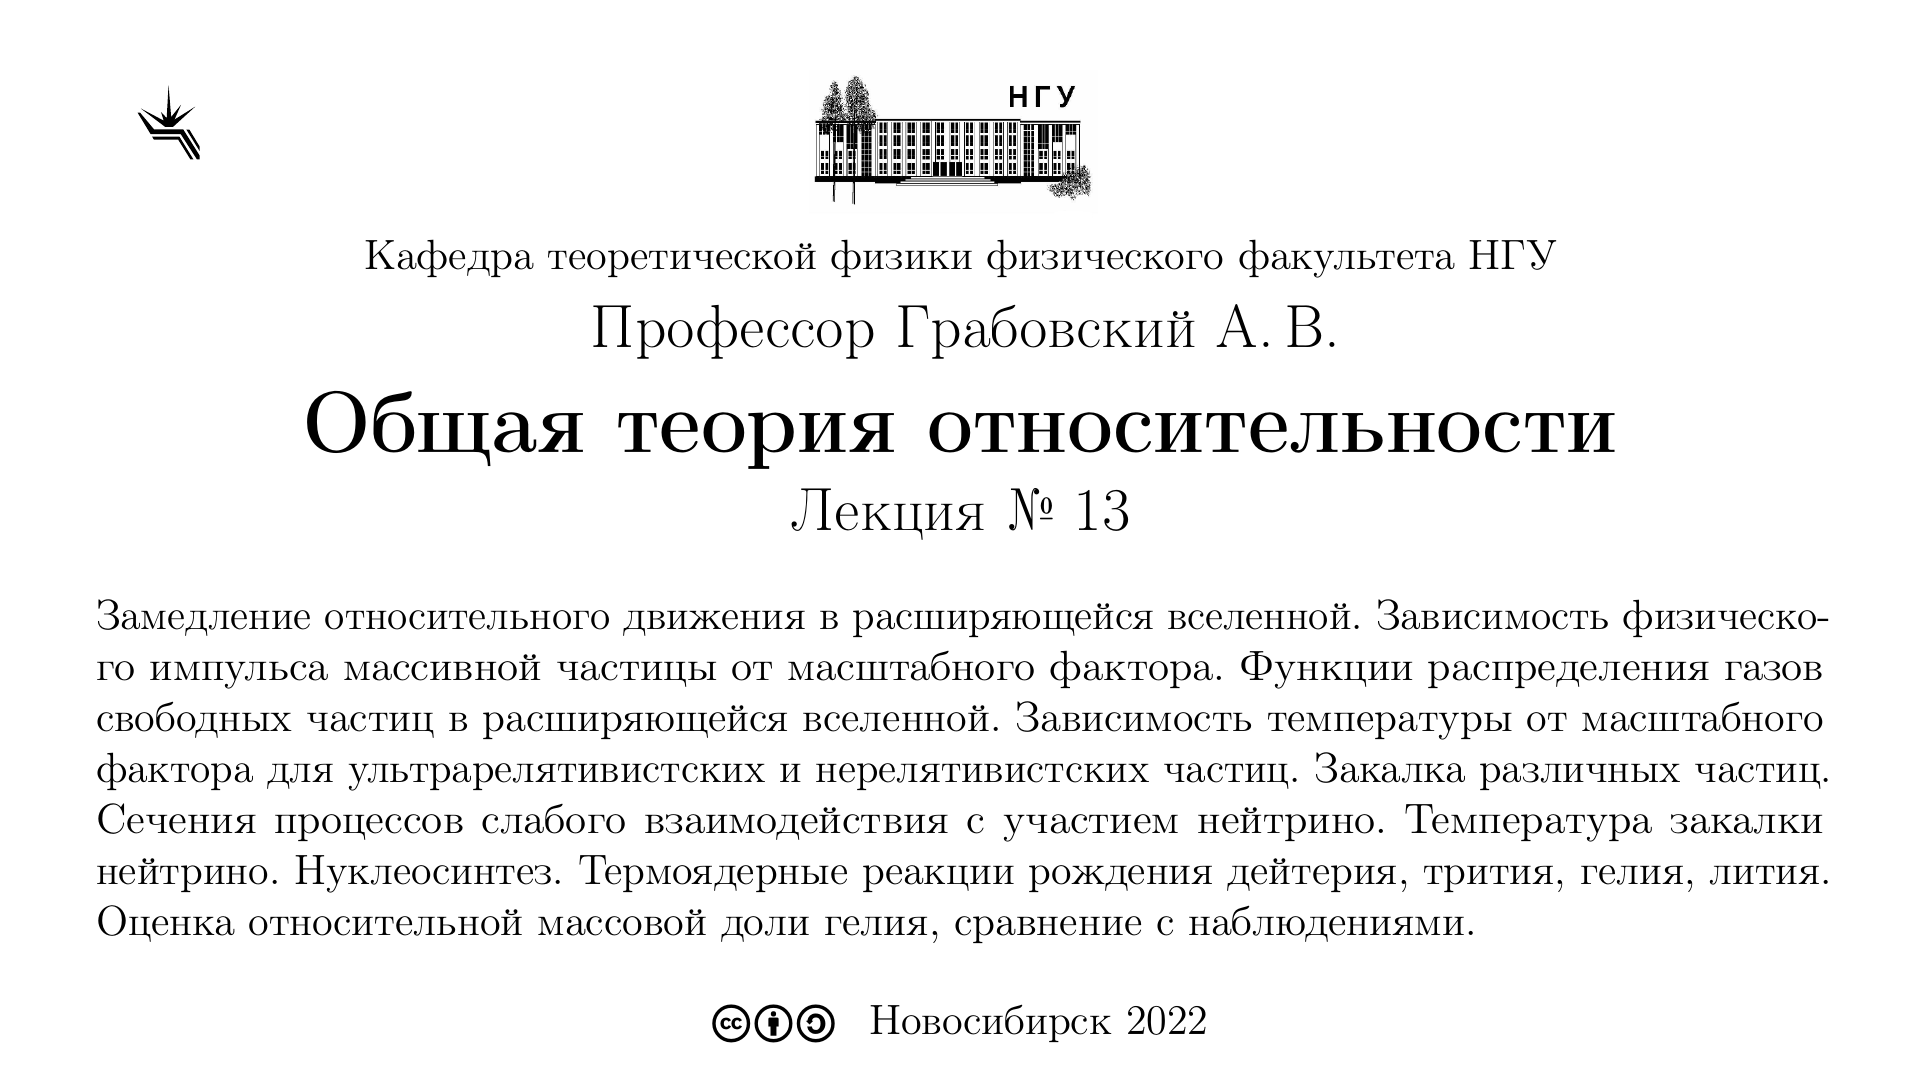 НГУ
Кафедра теоретической физики физического факультета НГУ
Профессор Грабовский А. В.
Общая теория относительности
Лекция № 13
Замедление относительного движения в расширяющейся вселенной. Зависимость физическо-
го импульса массивной частицы от масштабного фактора. Функции распределения газов
свободных частиц в расширяющейся вселенной. Зависимость температуры от масштабного
фактора для ультрарелятивистских и нерелятивистских частиц. Закалка различных частиц.
Сечения процессов слабого взаимодействия с участием нейтрино. Температура закалки
нейтрино. Нуклеосинтез. Термоядерные реакции рождения дейтерия, трития, гелия, лития.
Оценка относительной массовой доли гелия, сравнение с наблюдениями.
cc Новосибирск 2022